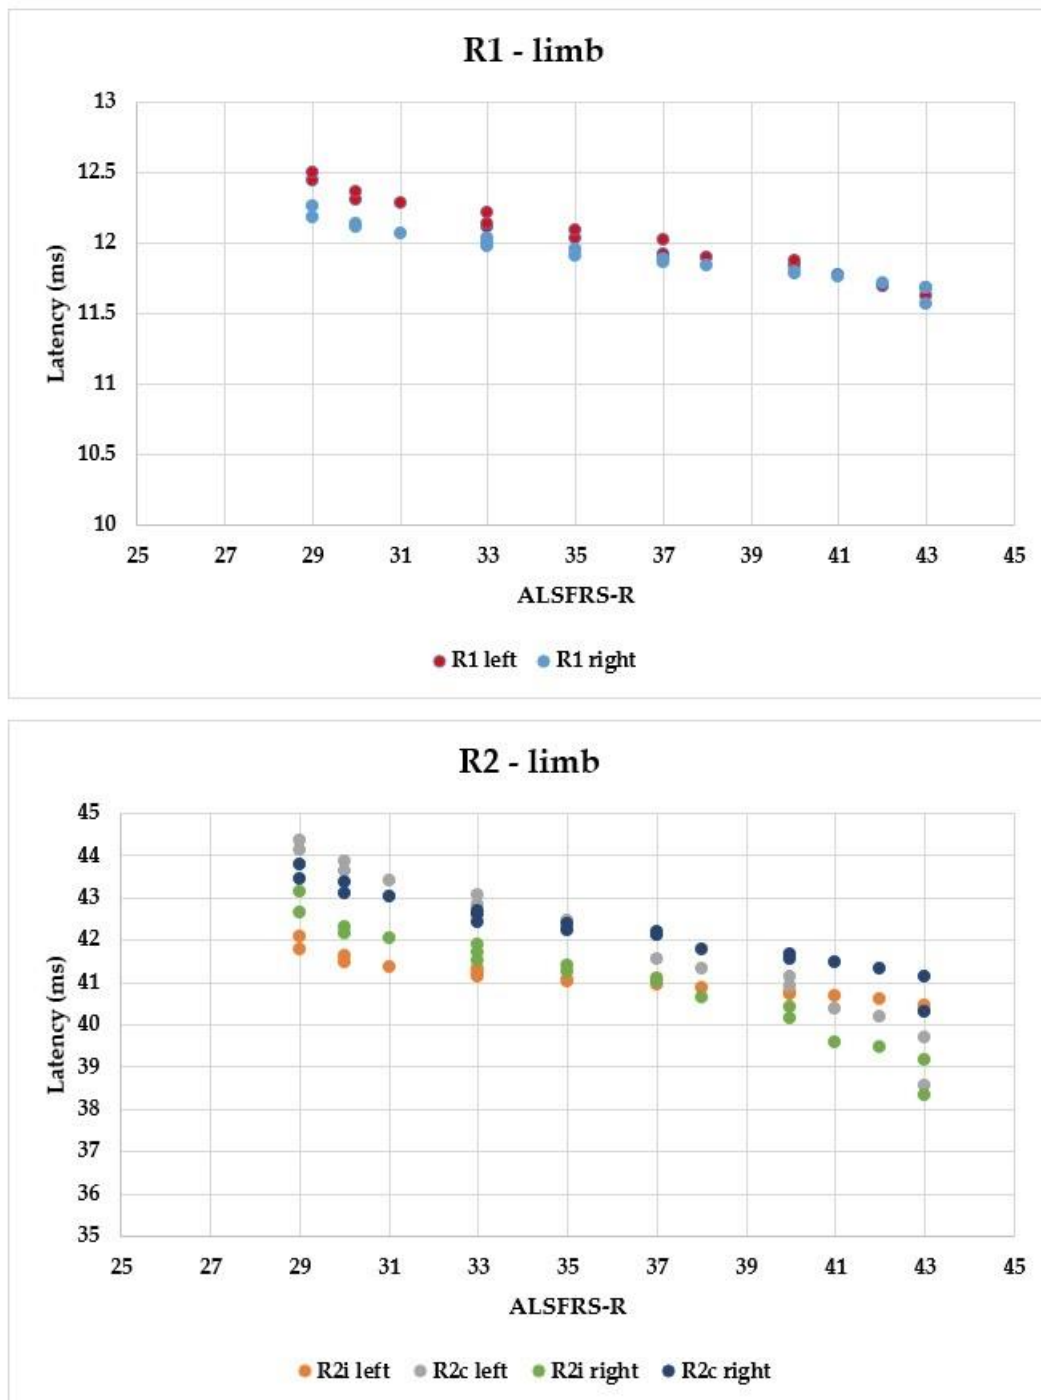 R1 - limb
13
12.5
12
11.5
11
10.5
10
Latency (ms)
25 27 29 31 33 35 37 39 41 43 45
ALSFRS-R
R1 left R1 right
R2 - limb
45
44
43
42
41
40
39
38
37
36
35
Latency (ms)
25 27 29 31 33 35 37 39 41 43 45
ALSFRS-R
R2i left R2c left R2i right R2c right